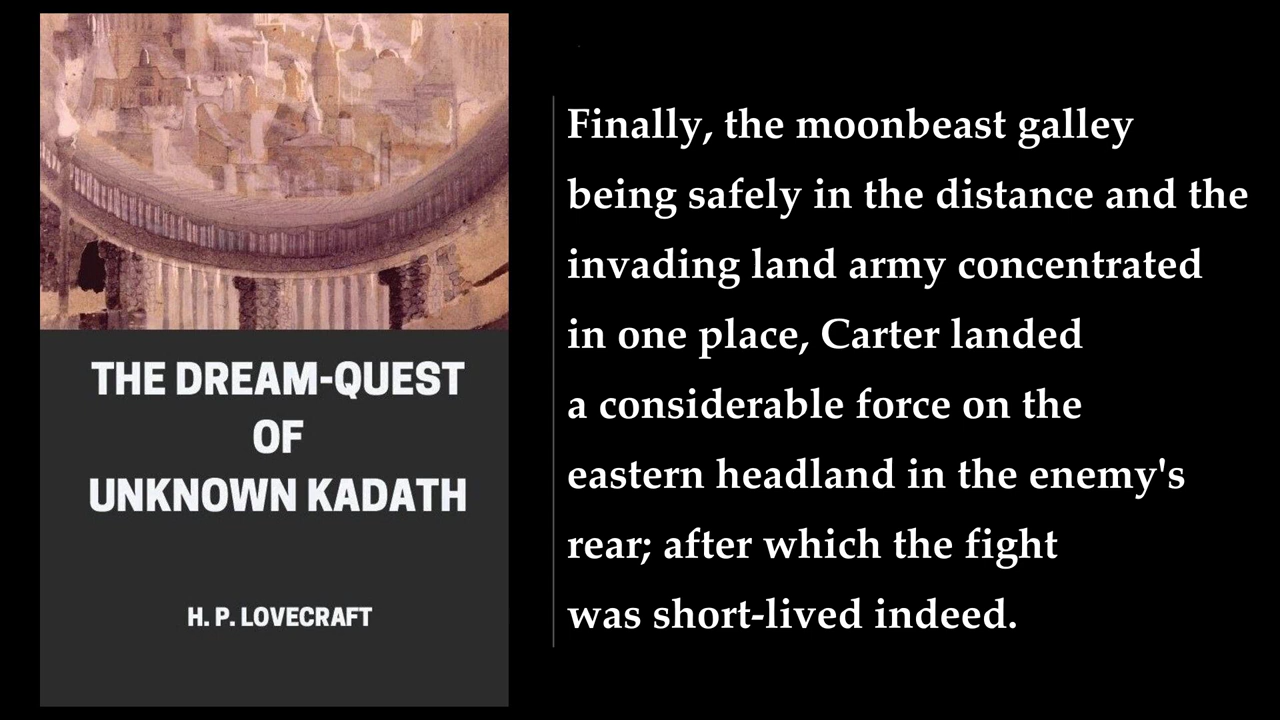 THE DREAM-QUEST
OF
UNKNOWN KADATH
H. P. LOVECRAFT
Finally, the moonbeast galley
being safely in the distance and the
invading land army concentrated
in one place, Carter landed
a considerable force on the
eastern headland in the enemy's
rear; after which the fight
was short-lived indeed.